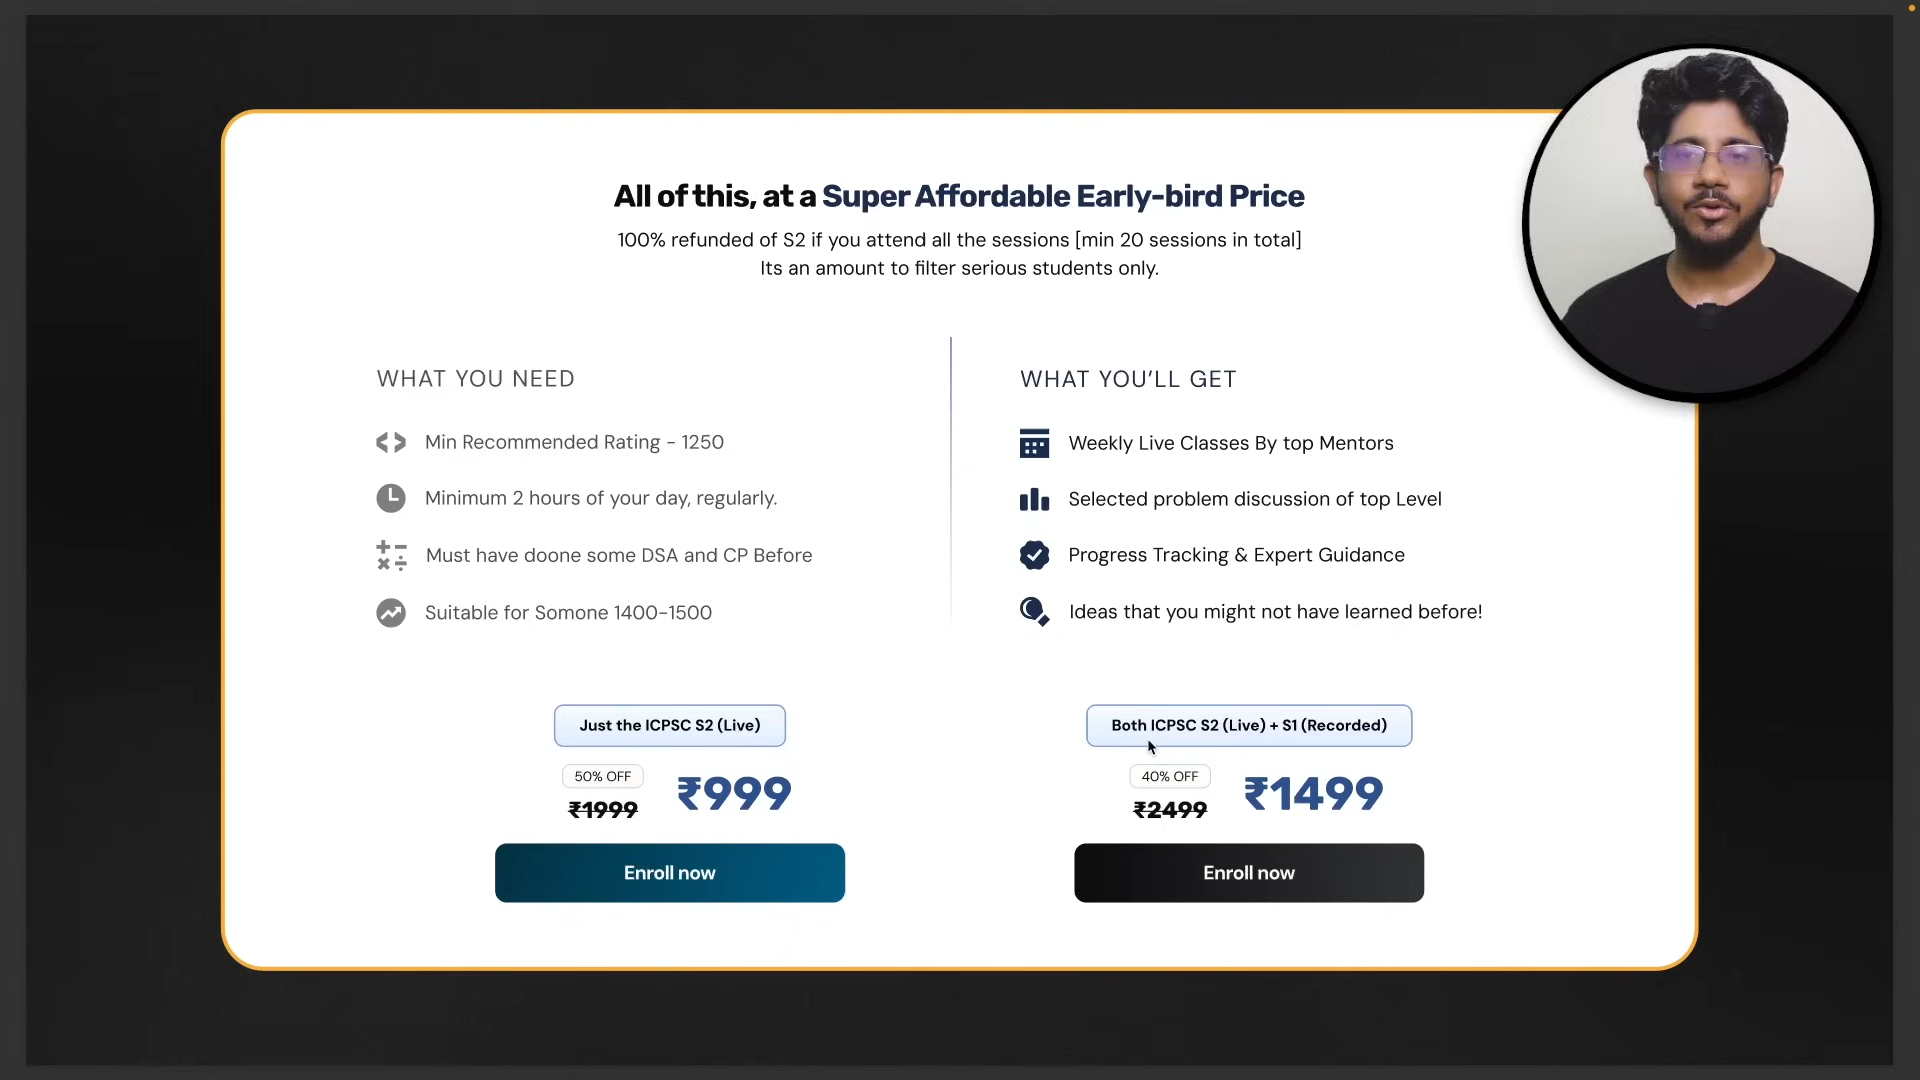 All of this, at a Super Affordable Early-bird Price
100% refunded of S2 if you attend all the sessions [min 20 sessions in total]
Its an amount to filter serious students only.
WHAT YOU NEED
Min Recommended Rating - 1250
Minimum 2 hours of your day, regularly.
Must have doone some DSA and CP Before
Suitable for Somone 1400-1500
WHAT YOU'LL GET
Weekly Live Classes By top Mentors
Selected problem discussion of top Level
Progress Tracking & Expert Guidance
Ideas that you might not have learned before!
Just the ICPSC S2 (Live)
50% OFF
₹1999
₹999
Enroll now
Both ICPSC S2 (Live) + S1 (Recorded)
40% OFF
₹2499
₹1499
Enroll now